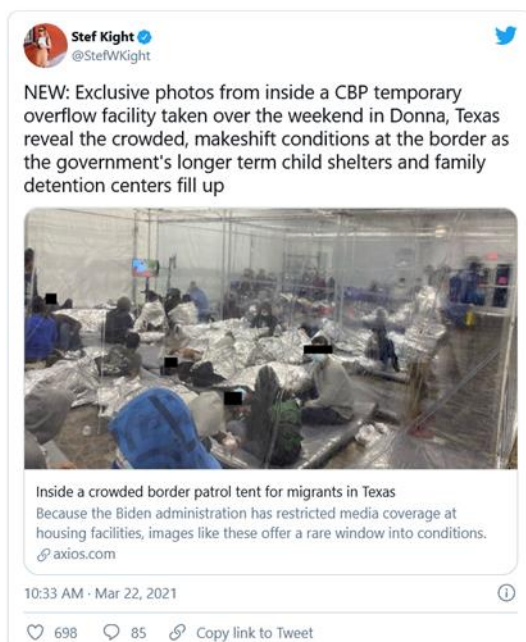 Stef Kight
@StefWKight
NEW: Exclusive photos from inside a CBP temporary
overflow facility taken over the weekend in Donna, Texas
reveal the crowded, makeshift conditions at the border as
the government's longer term child shelters and family
detention centers fill up
Inside a crowded border patrol tent for migrants in Texas
Because the Biden administration has restricted media coverage at
housing facilities, images like these offer a rare window into conditions.
axios.com
10:33 AM · Mar 22, 2021
698 85 Copy link to Tweet